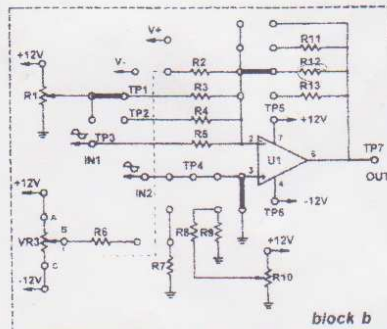 V+
R11
+12V
V-
R2
R12
R1
TP1
R3
R13
TP2
R4
TP5
TP3
R5
+12V
2
7
IN1
U1
6
TP7
TP4
3
OUT
IN2
4
+12V
TP6
-12V
A
B
R6
R8
R9
+12V
VR3
C
R7
R10
-12V
block b